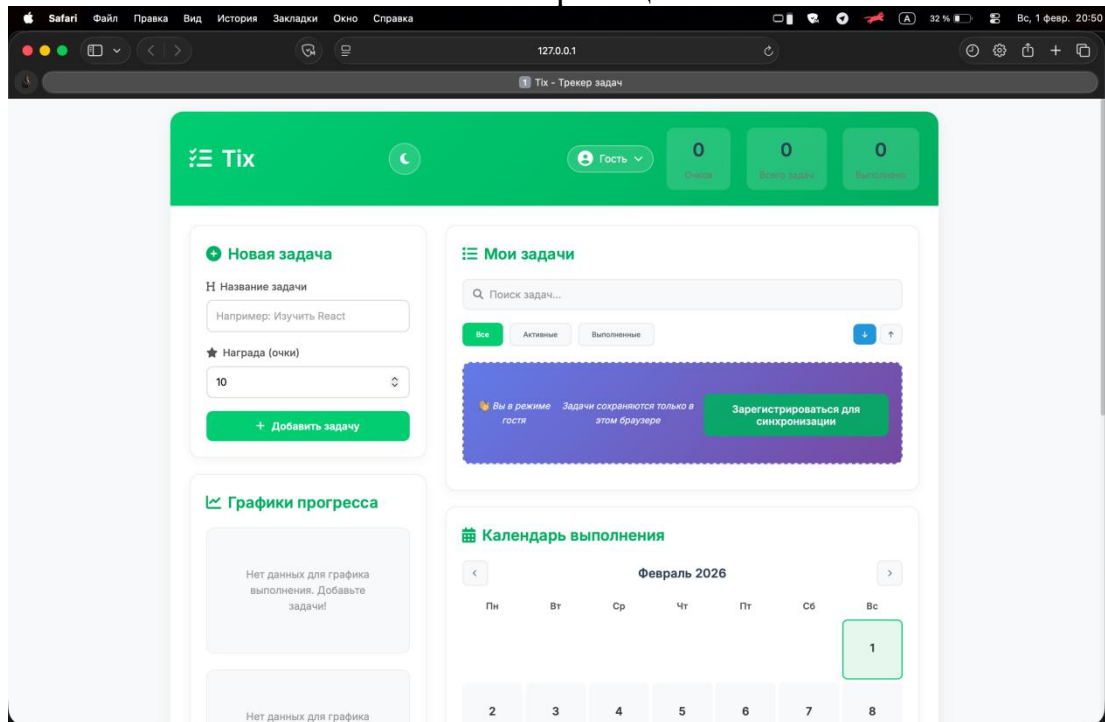 Safari Файл Правка Вид История Закладки Окно Справка A 32 % Вс, 1 февр. 20:50
127.0.0.1
1 Tix - Трекер задач
Tix
Гость
0 0 0
Очков Всего задач Выполнено
Новая задача
H Название задачи
Например: Изучить React
Награда (очки)
10
+ Добавить задачу
Графики прогресса
Нет данных для графика
выполнения. Добавьте
задачи!
Нет данных для графика
Мои задачи
Поиск задач...
Все Активные Выполненные
Вы в режиме
гостя
Задачи сохраняются только в
этом браузере
Зарегистрироваться для
синхронизации
Календарь выполнения
Февраль 2026
Пн Вт Ср Чт Пт Сб Вс
1
2 3 4 5 6 7 8